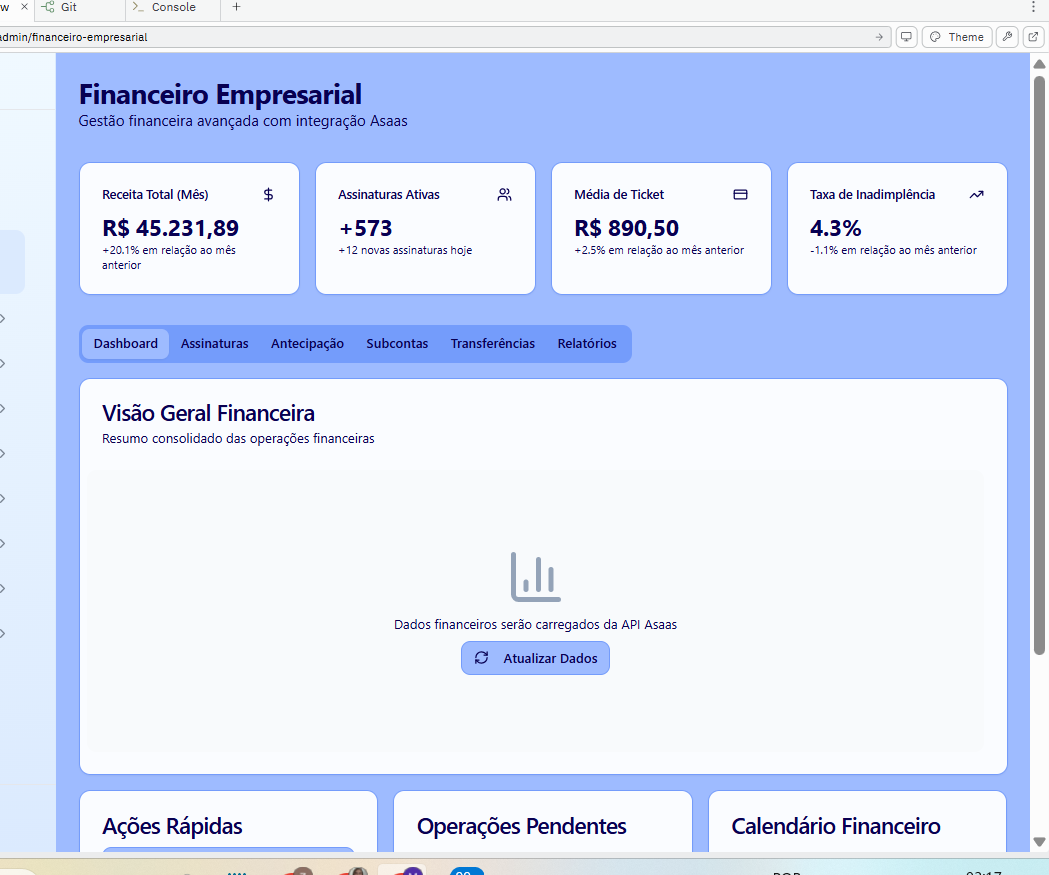 Git
Console
dmin/financeiro-empresarial
Theme
Financeiro Empresarial
Gestão financeira avançada com integração Asaas
Receita Total (Mês)
R$ 45.231,89
+20.1% em relação ao mês
anterior
Assinaturas Ativas
+573
+12 novas assinaturas hoje
Média de Ticket
R$ 890,50
+2.5% em relação ao mês anterior
Taxa de Inadimplência
4.3%
-1.1% em relação ao mês anterior
Dashboard
Assinaturas
Antecipação
Subcontas
Transferências
Relatórios
Visão Geral Financeira
Resumo consolidado das operações financeiras
Dados financeiros serão carregados da API Asaas
Atualizar Dados
Ações Rápidas
Operações Pendentes
Calendário Financeiro